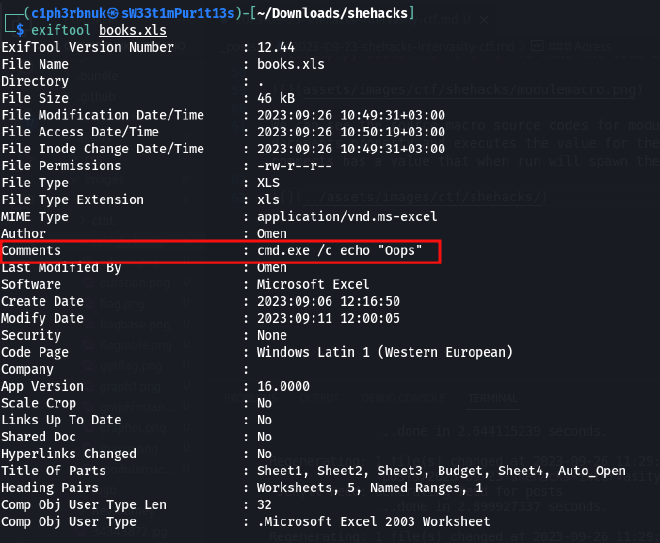 ┌──(c1ph3rbnuk㉿sW33t1mPur1t13s)-[~/Downloads/shehacks]
└─$ exiftool books.xls
ExifTool Version Number : 12.44
File Name : books.xls
Directory : .
File Size : 46 kB
File Modification Date/Time : 2023:09:26 10:49:31+03:00
File Access Date/Time : 2023:09:26 10:50:19+03:00
File Inode Change Date/Time : 2023:09:26 10:49:31+03:00
File Permissions : -rw-r--r--
File Type : XLS
File Type Extension : xls
MIME Type : application/vnd.ms-excel
Author : Omen
Comments : cmd.exe /c echo "Oops"
Last Modified By : Omen
Software : Microsoft Excel
Create Date : 2023:09:06 12:16:50
Modify Date : 2023:09:11 12:00:05
Security : None
Code Page : Windows Latin 1 (Western European)
Company :
App Version : 16.0000
Scale Crop : No
Links Up To Date : No
Shared Doc : No
Hyperlinks Changed : No
Title Of Parts : Sheet1, Sheet2, Sheet3, Budget, Sheet4, Auto_Open
Heading Pairs : Worksheets, 5, Named Ranges, 1
Comp Obj User Type Len : 32
Comp Obj User Type : .Microsoft Excel 2003 Worksheet